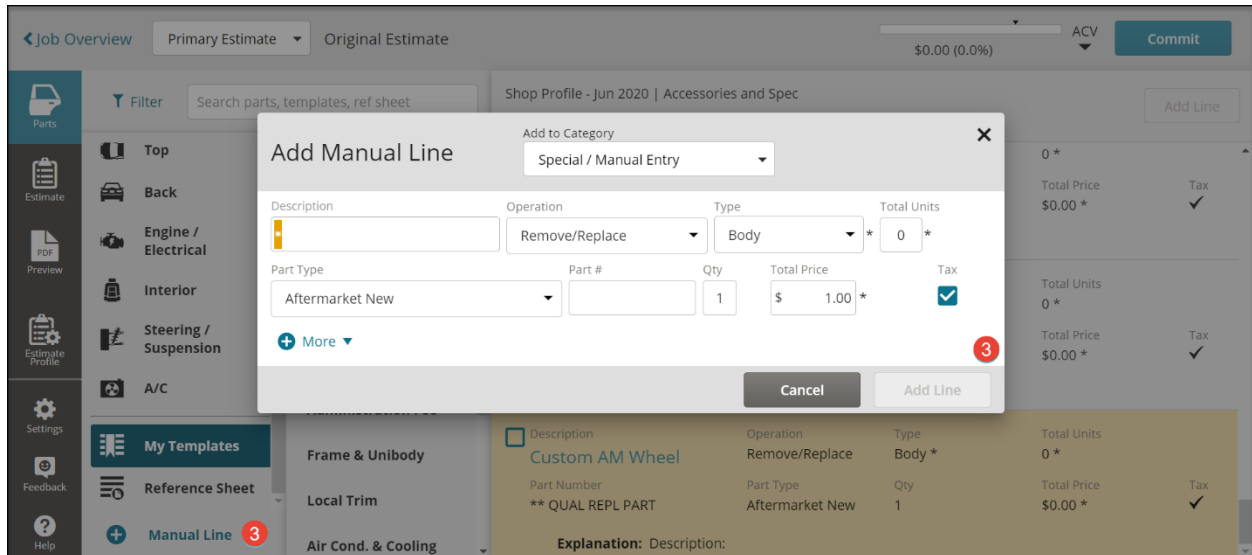 Job Overview
Primary Estimate
Original Estimate
$0.00 (0.0%)
ACV
Commit
Parts
Filter
Search parts, templates, ref sheet
Shop Profile - Jun 2020 | Accessories and Spec
Add Line
Add Manual Line
Add to Category
Special / Manual Entry
Top
0 *
Estimate
Back
Total Price Tax
$0.00 *
Description Operation Type Total Units
* Remove/Replace Body * 0 *
PDF
Preview
Engine /
Electrical
Part Type Part # Qty Total Price Tax
Aftermarket New 1 $ 1.00 *
Interior
Total Units
0 *
Estimate
Profile
Steering /
Suspension
More
3
Total Price Tax
$0.00 *
A/C
Cancel
Add Line
Settings
My Templates
Frame & Unibody
Description Operation Type Total Units
Custom AM Wheel Remove/Replace Body * 0 *
Feedback
Reference Sheet
Local Trim
Part Number Part Type Qty Total Price Tax
** QUAL REPL PART Aftermarket New 1 $0.00 *
Help
Manual Line 3
Air Cond. & Cooling
Explanation: Description: